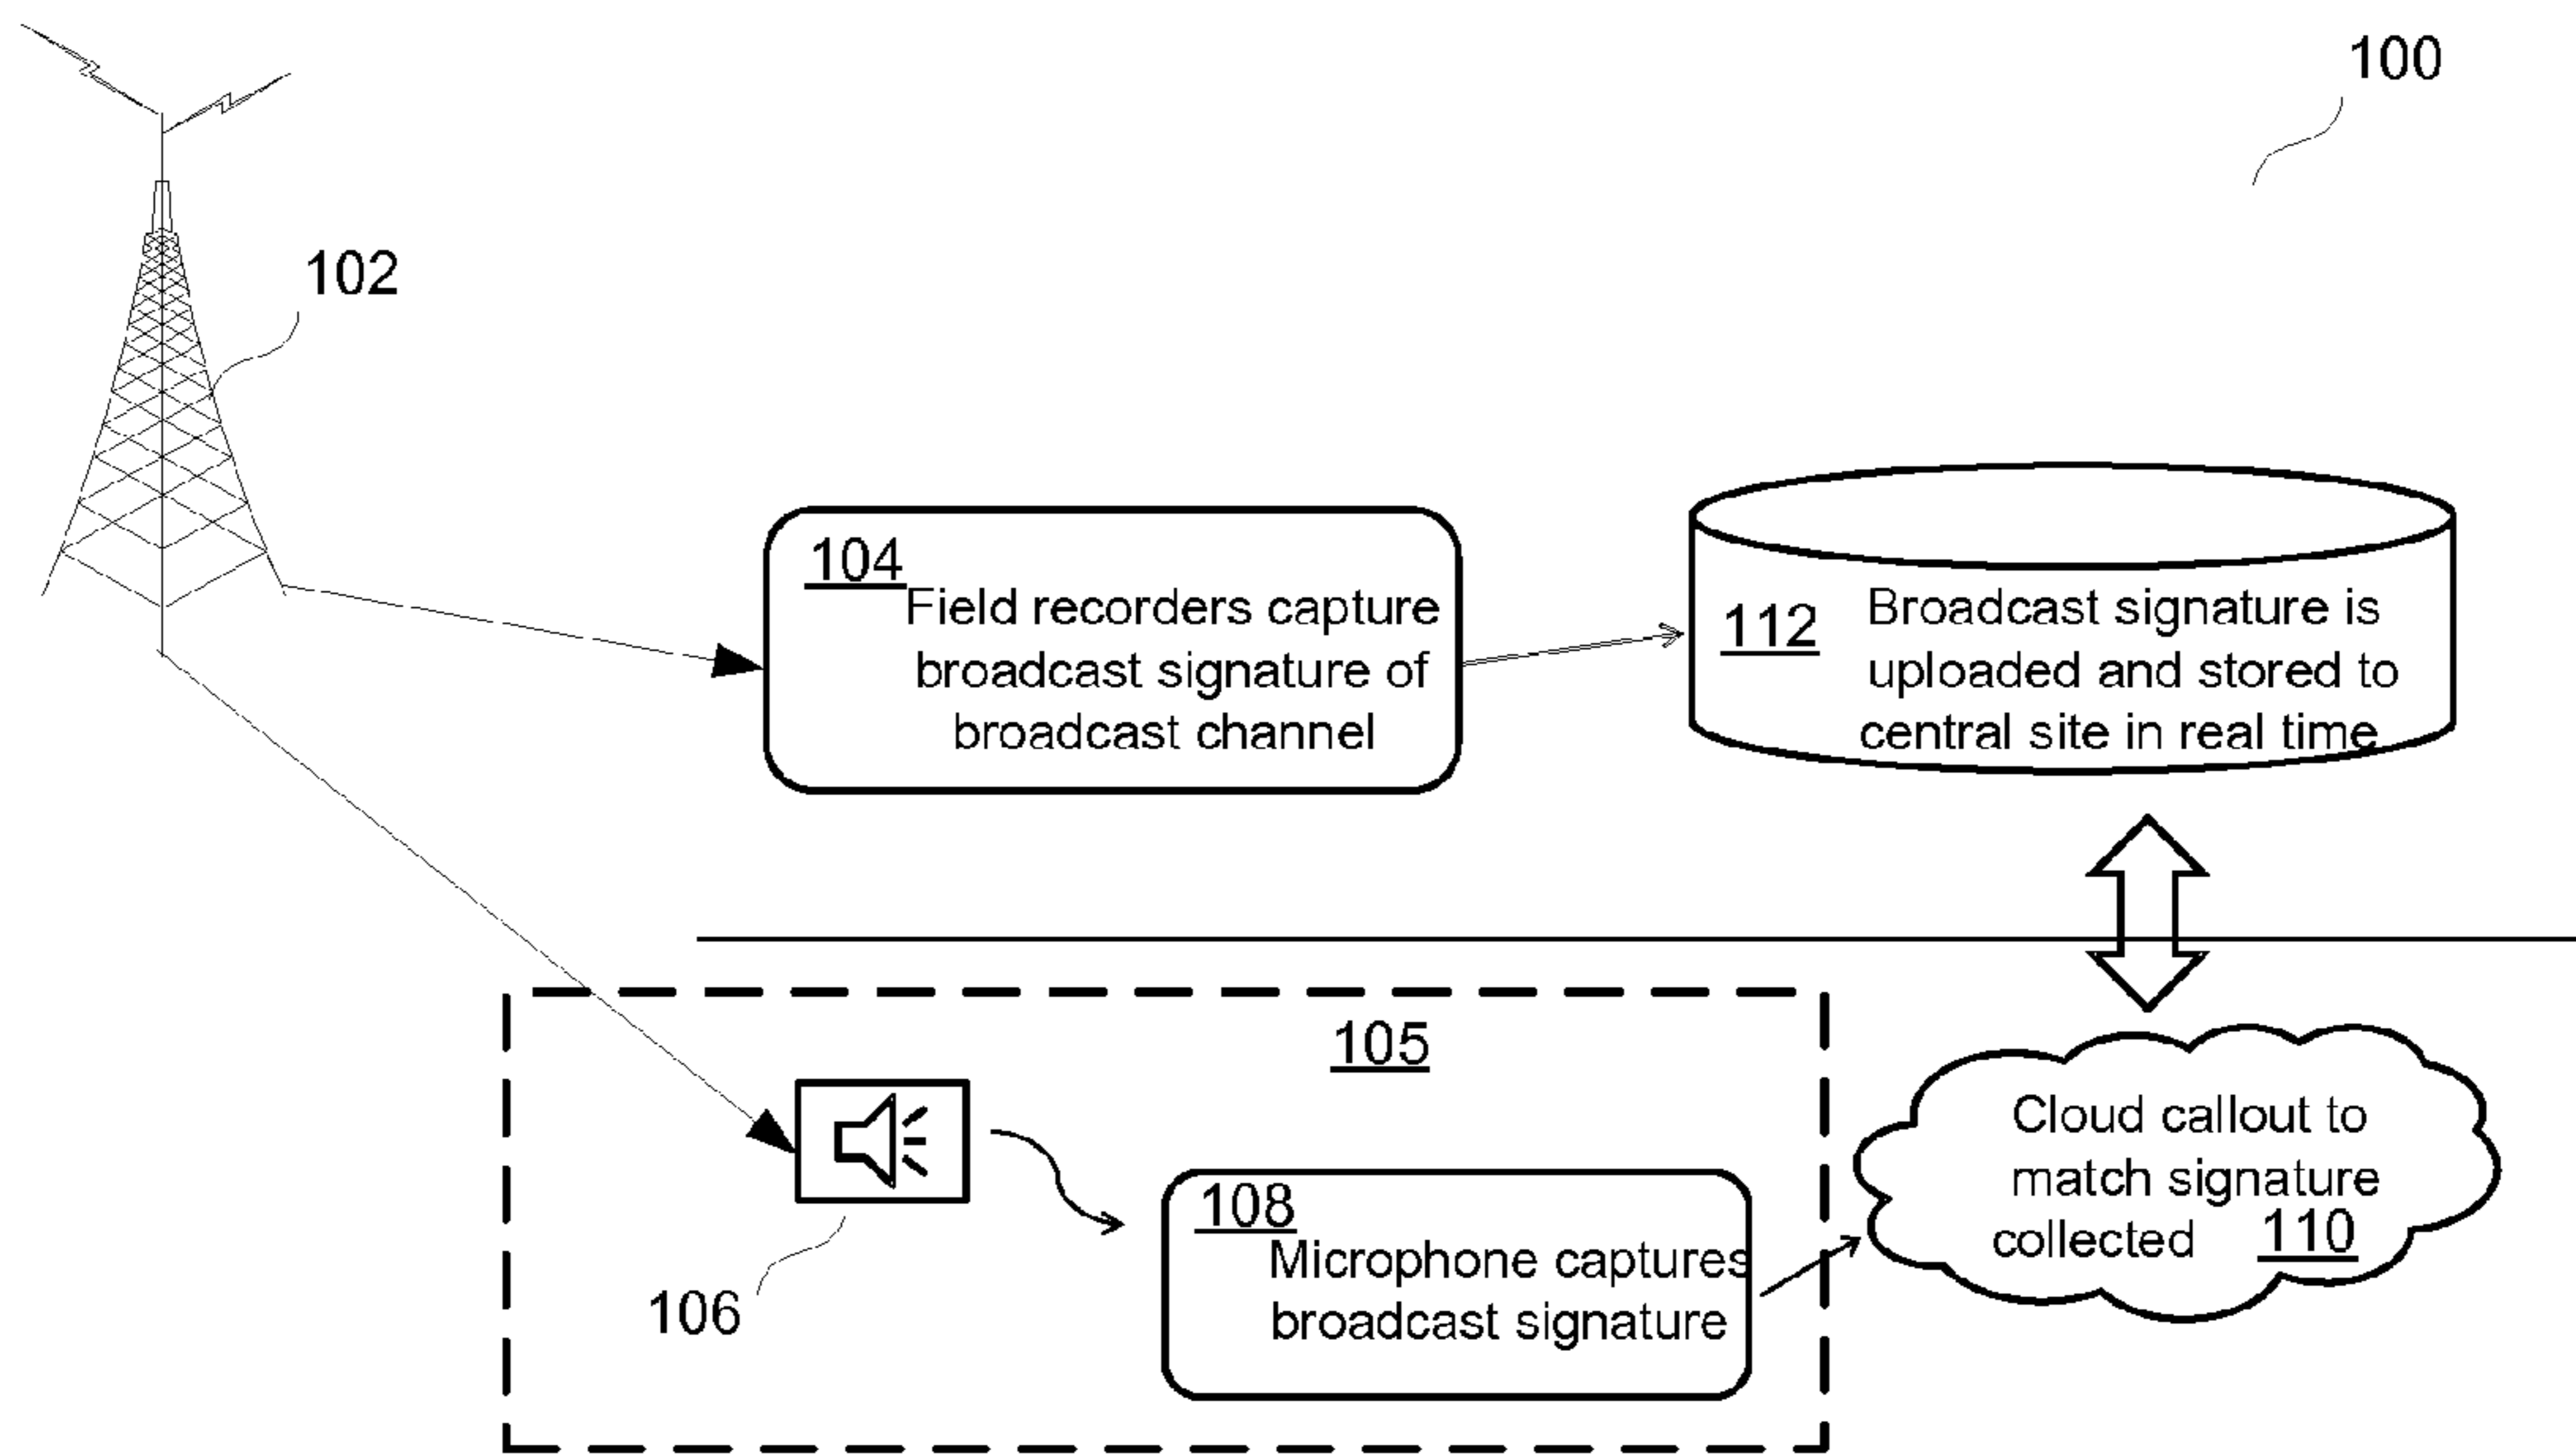 100
102
104
Field recorders capture
broadcast signature of
broadcast channel
112
Broadcast signature is
uploaded and stored to
central site in real time
105
106
108
Microphone captures
broadcast signature
Cloud callout to
match signature
collected 110